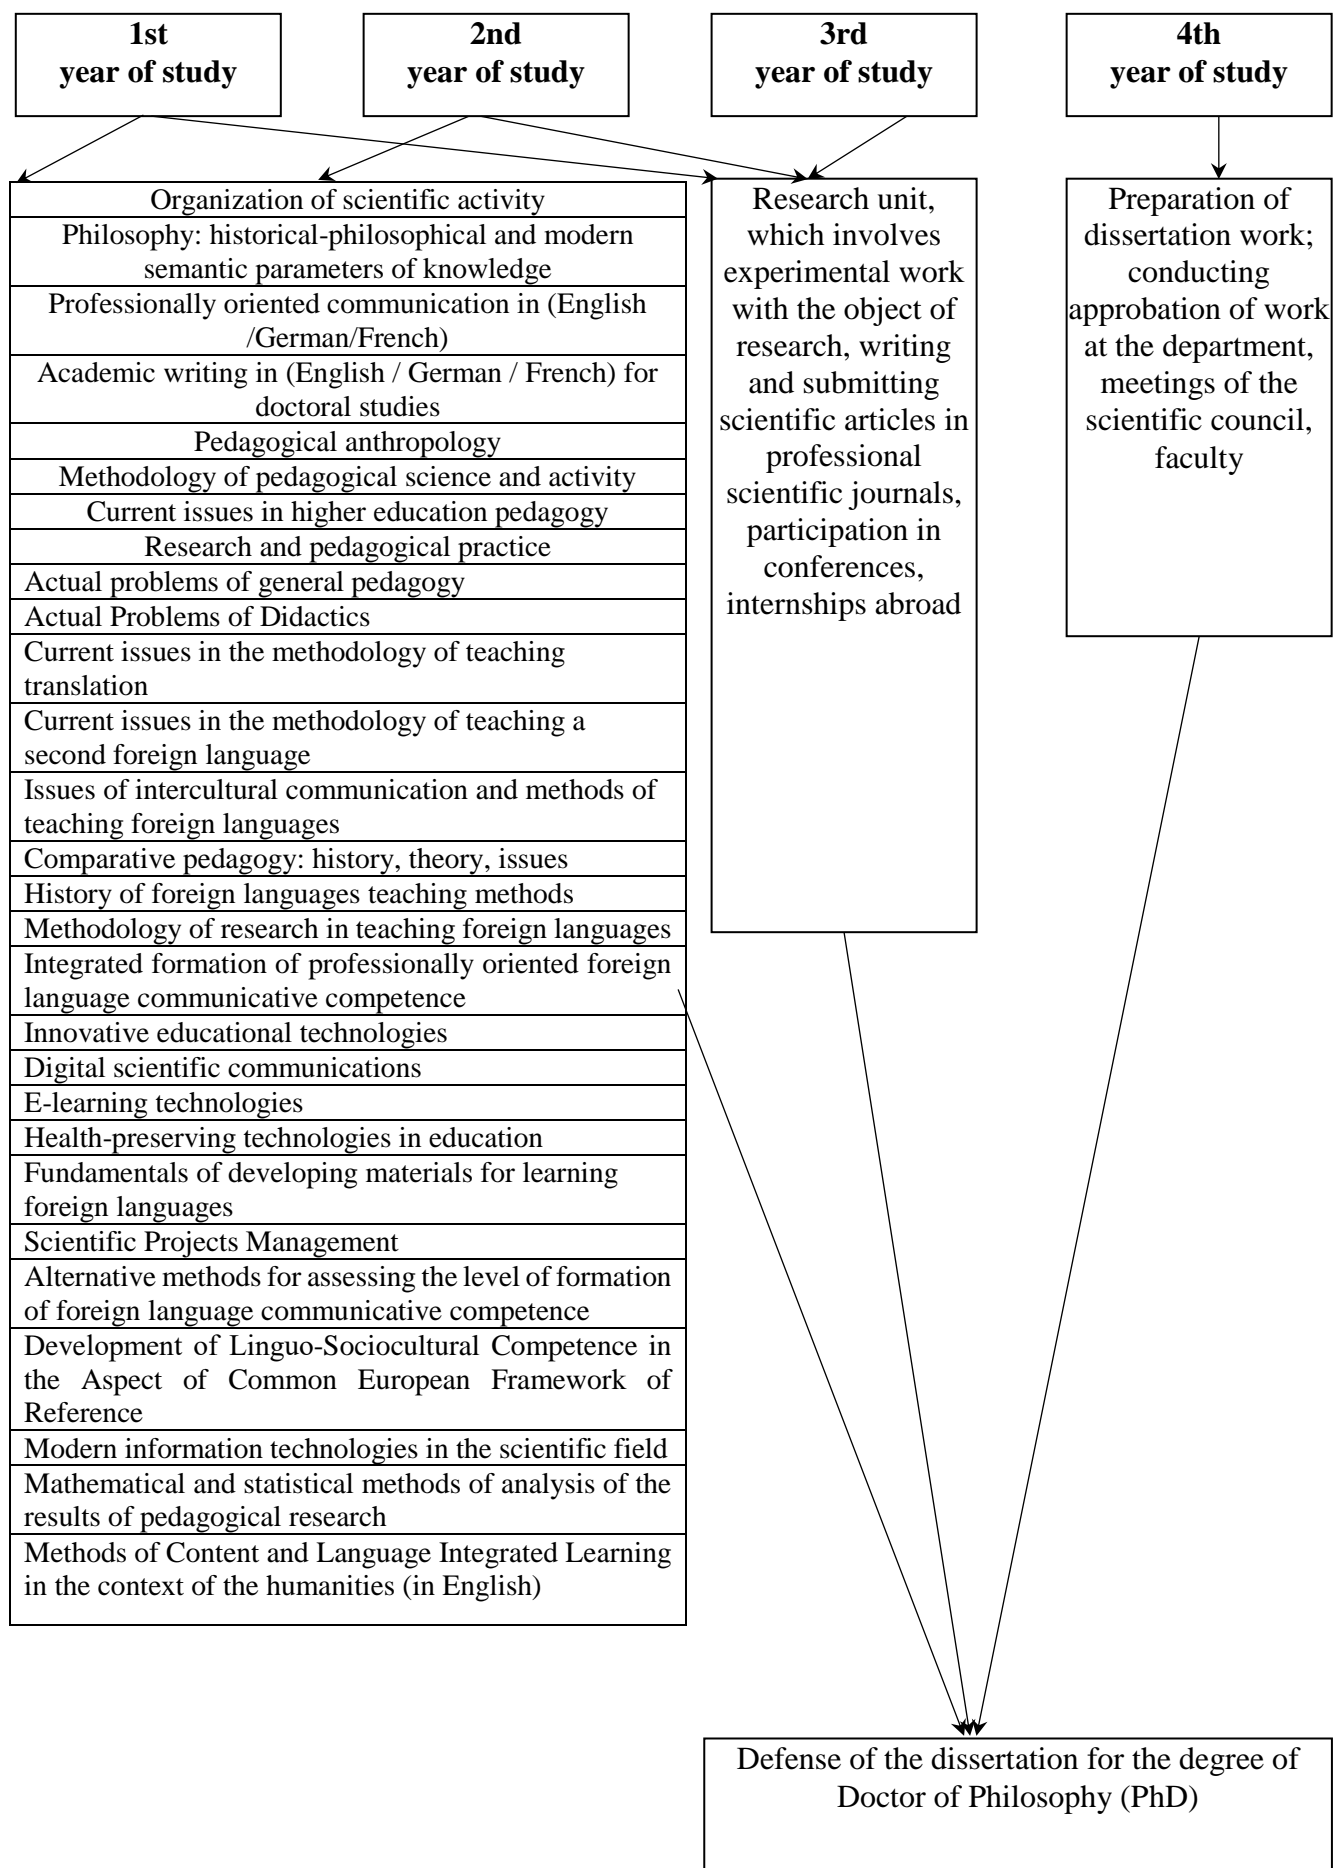 1st
year of study
2nd
year of study
3rd
year of study
4th
year of study
Organization of scientific activity
Philosophy: historical-philosophical and modern
semantic parameters of knowledge
Professionally oriented communication in (English
/German/French)
Academic writing in (English / German / French) for
doctoral studies
Pedagogical anthropology
Methodology of pedagogical science and activity
Current issues in higher education pedagogy
Research and pedagogical practice
Actual problems of general pedagogy
Actual Problems of Didactics
Current issues in the methodology of teaching
translation
Current issues in the methodology of teaching a
second foreign language
Issues of intercultural communication and methods of
teaching foreign languages
Comparative pedagogy: history, theory, issues
History of foreign languages teaching methods
Methodology of research in teaching foreign languages
Integrated formation of professionally oriented foreign
language communicative competence
Innovative educational technologies
Digital scientific communications
E-learning technologies
Health-preserving technologies in education
Fundamentals of developing materials for learning
foreign languages
Scientific Projects Management
Alternative methods for assessing the level of formation
of foreign language communicative competence
Development of Linguo-Sociocultural Competence in
the Aspect of Common European Framework of
Reference
Modern information technologies in the scientific field
Mathematical and statistical methods of analysis of the
results of pedagogical research
Methods of Content and Language Integrated Learning
in the context of the humanities (in English)
Research unit,
which involves
experimental work
with the object of
research, writing
and submitting
scientific articles in
professional
scientific journals,
participation in
conferences,
internships abroad
Preparation of
dissertation work;
conducting
approbation of work
at the department,
meetings of the
scientific council,
faculty
Defense of the dissertation for the degree of
Doctor of Philosophy (PhD)